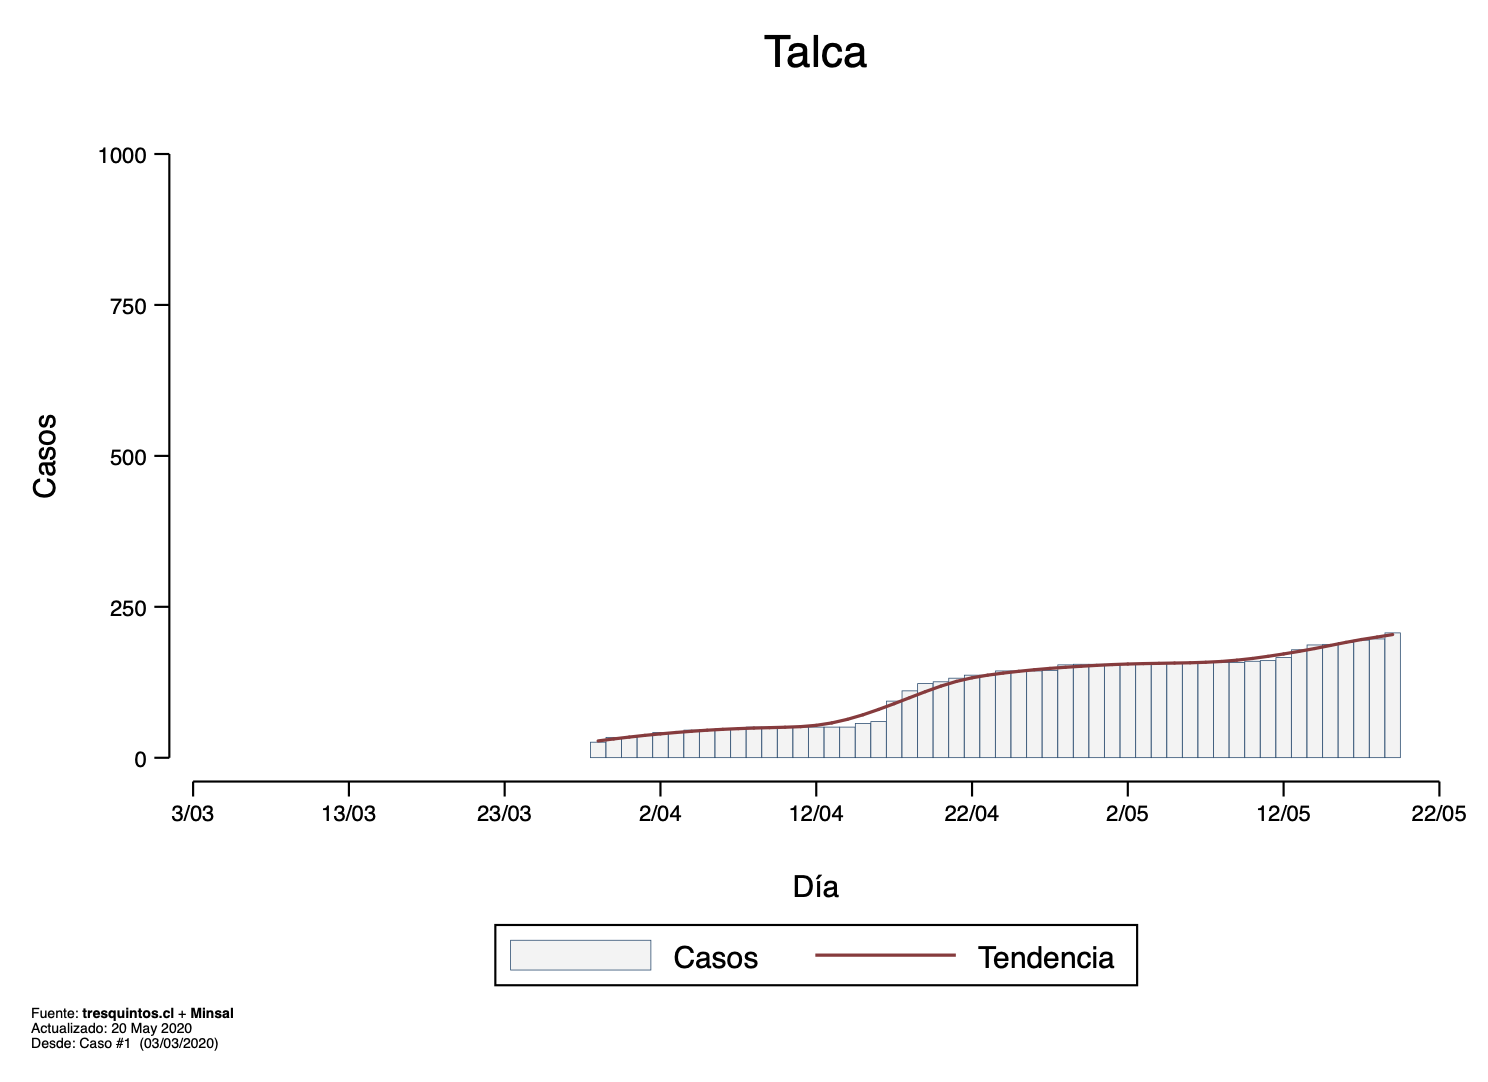 Talca
Casos
1000
750
500
250
0
3/03 13/03 23/03 2/04 12/04 22/04 2/05 12/05 22/05
Día
Casos Tendencia
Fuente: tresquintos.cl + Minsal
Actualizado: 20 May 2020
Desde: Caso #1 (03/03/2020)